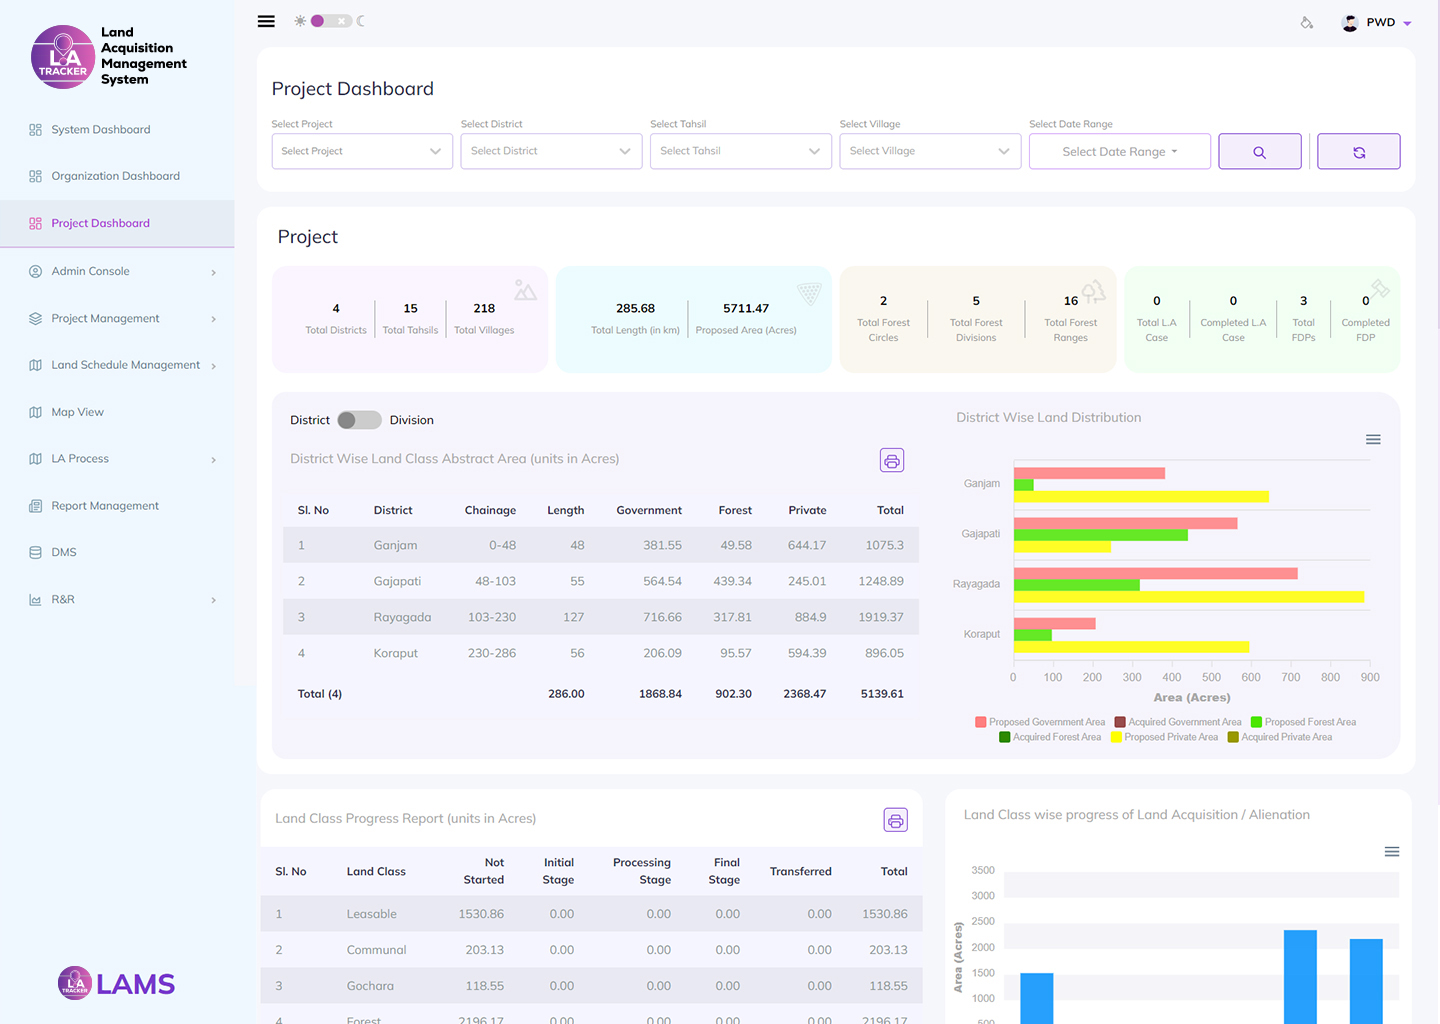 Land
Acquisition
Management
System
LA
TRACKER
PWD
System Dashboard
Organization Dashboard
Project Dashboard
Admin Console
Project Management
Land Schedule Management
Map View
LA Process
Report Management
DMS
R&R
LA
TRACKER
LAMS
Project Dashboard
Select Project Select District Select Tahsil Select Village Select Date Range
Select Project Select District Select Tahsil Select Village Select Date Range
Project
4 15 218
Total Districts Total Tahsils Total Villages
285.68 5711.47
Total Length (in km) Proposed Area (Acres)
2 5 16
Total Forest Total Forest Total Forest
Circles Divisions Ranges
0 0 3 0
Total L.A Completed L.A Total Completed
Case Case FDPs FDP
District Division
District Wise Land Class Abstract Area (units in Acres)
Sl. No District Chainage Length Government Forest Private Total
1 Ganjam 0-48 48 381.55 49.58 644.17 1075.3
2 Gajapati 48-103 55 564.54 439.34 245.01 1248.89
3 Rayagada 103-230 127 716.66 317.81 884.9 1919.37
4 Koraput 230-286 56 206.09 95.57 594.39 896.05
Total (4) 286.00 1868.84 902.30 2368.47 5139.61
District Wise Land Distribution
Ganjam
Gajapati
Rayagada
Koraput
0 100 200 300 400 500 600 700 800 900
Area (Acres)
Proposed Government Area Acquired Government Area Proposed Forest Area
Acquired Forest Area Proposed Private Area Acquired Private Area
Land Class Progress Report (units in Acres)
Sl. No Land Class Not Started Initial Stage Processing Stage Final Stage Transferred Total
1 Leasable 1530.86 0.00 0.00 0.00 0.00 1530.86
2 Communal 203.13 0.00 0.00 0.00 0.00 203.13
3 Gochara 118.55 0.00 0.00 0.00 0.00 118.55
4 Forest 2196.17 0.00 0.00 0.00 0.00 2196.17
Land Class wise progress of Land Acquisition / Alienation
3500
3000
2500
2000
1500
1000
500
Area (Acres)